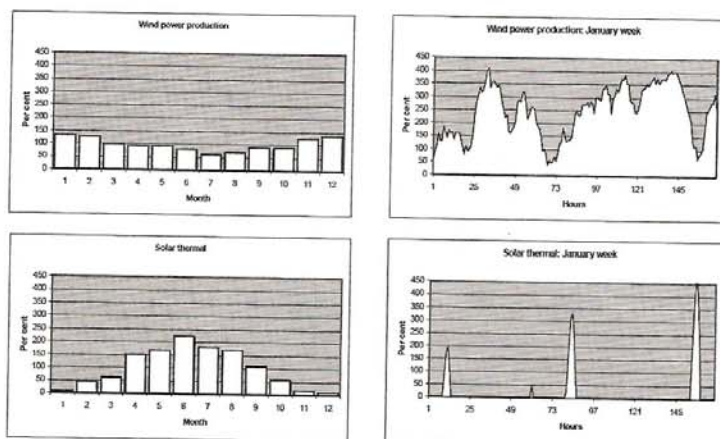 Wind power production
450
400
350
300
250
200
150
100
50
0
Per cent
1 2 3 4 5 6 7 8 9 10 11 12
Month
Wind power production: January week
450
400
350
300
250
200
150
100
50
0
Per cent
1 25 49 73 97 121 145
Hours
Solar thermal
450
400
350
300
250
200
150
100
50
0
Per cent
1 2 3 4 5 6 7 8 9 10 11 12
Month
Solar thermal: January week
450
400
350
300
250
200
150
100
50
0
Per cent
1 25 49 73 97 121 145
Hours